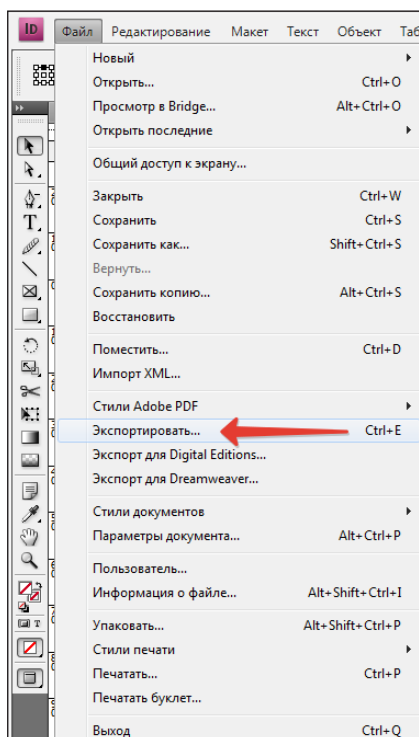 ID Файл Редактирование Макет Текст Объект Таб
Новый
Открыть... Ctrl+O
Просмотр в Bridge... Alt+Ctrl+O
Открыть последние
Общий доступ к экрану...
Закрыть Ctrl+W
Сохранить Ctrl+S
Сохранить как... Shift+Ctrl+S
Вернуть...
Сохранить копию... Alt+Ctrl+S
Восстановить
Поместить... Ctrl+D
Импорт XML...
Стили Adobe PDF
Экспортировать... Ctrl+E
Экспорт для Digital Editions...
Экспорт для Dreamweaver...
Стили документов
Параметры документа... Alt+Ctrl+P
Пользователь...
Информация о файле... Alt+Shift+Ctrl+I
Упаковать... Alt+Shift+Ctrl+P
Стили печати
Печатать... Ctrl+P
Печатать буклет...
Выход Ctrl+Q